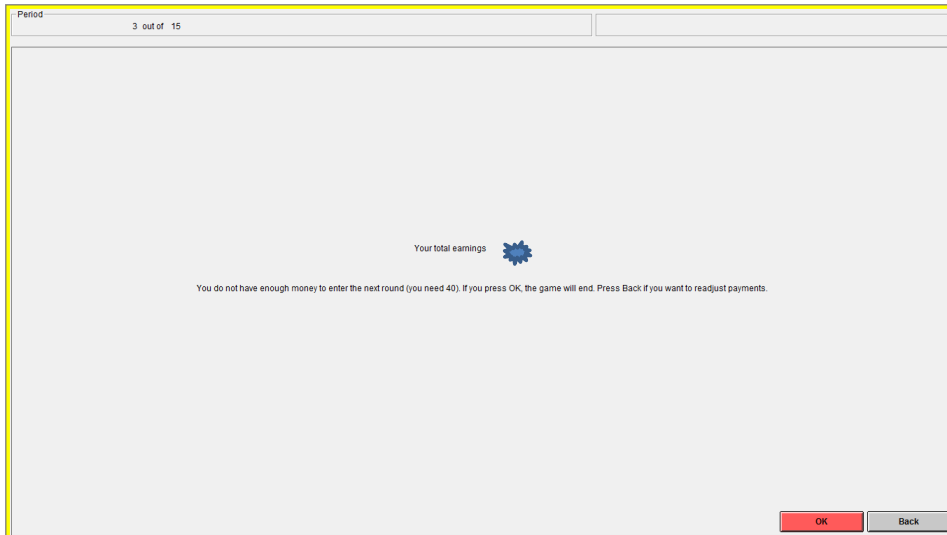 Period
3 out of 15
Your total earnings
You do not have enough money to enter the next round (you need 40). If you press OK, the game will end. Press Back if you want to readjust payments.
OK
Back